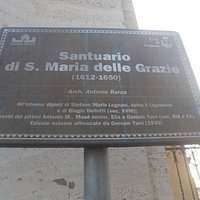 Santuario
di S. Maria delle Grazie
(1612-1650)
Arch. Antonio Barca
All'interno: dipinti di Stefano Maria Legnani, detto il Legnanino
e di Biagio Bellotti (sec. XVIII);
dei pittori Antonio M., Mosè senior, Elia e Daniele Turri (sec. XIX e XX)
Edicole esterne affrescate da Gersam Turri (1930)